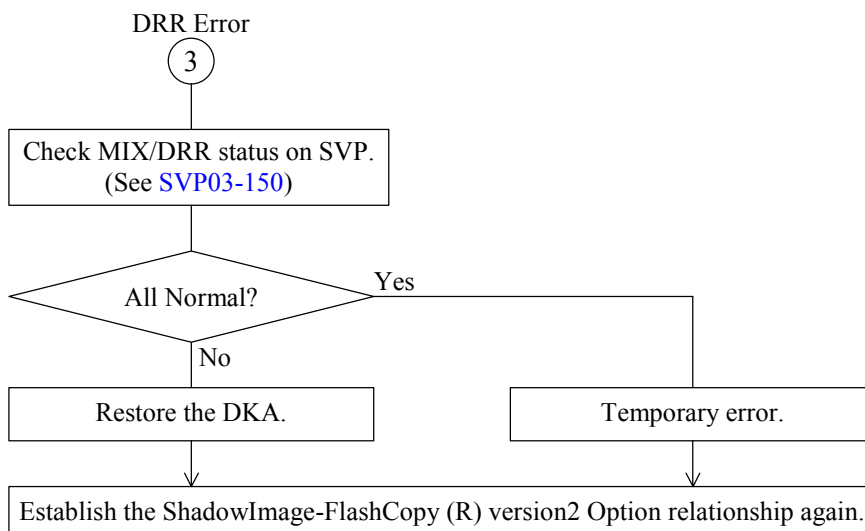 DRR Error
3
Check MIX/DRR status on SVP.
(See SVP03-150)
All Normal?
Yes
No
Restore the DKA.
Temporary error.
Establish the ShadowImage-FlashCopy (R) version2 Option relationship again.